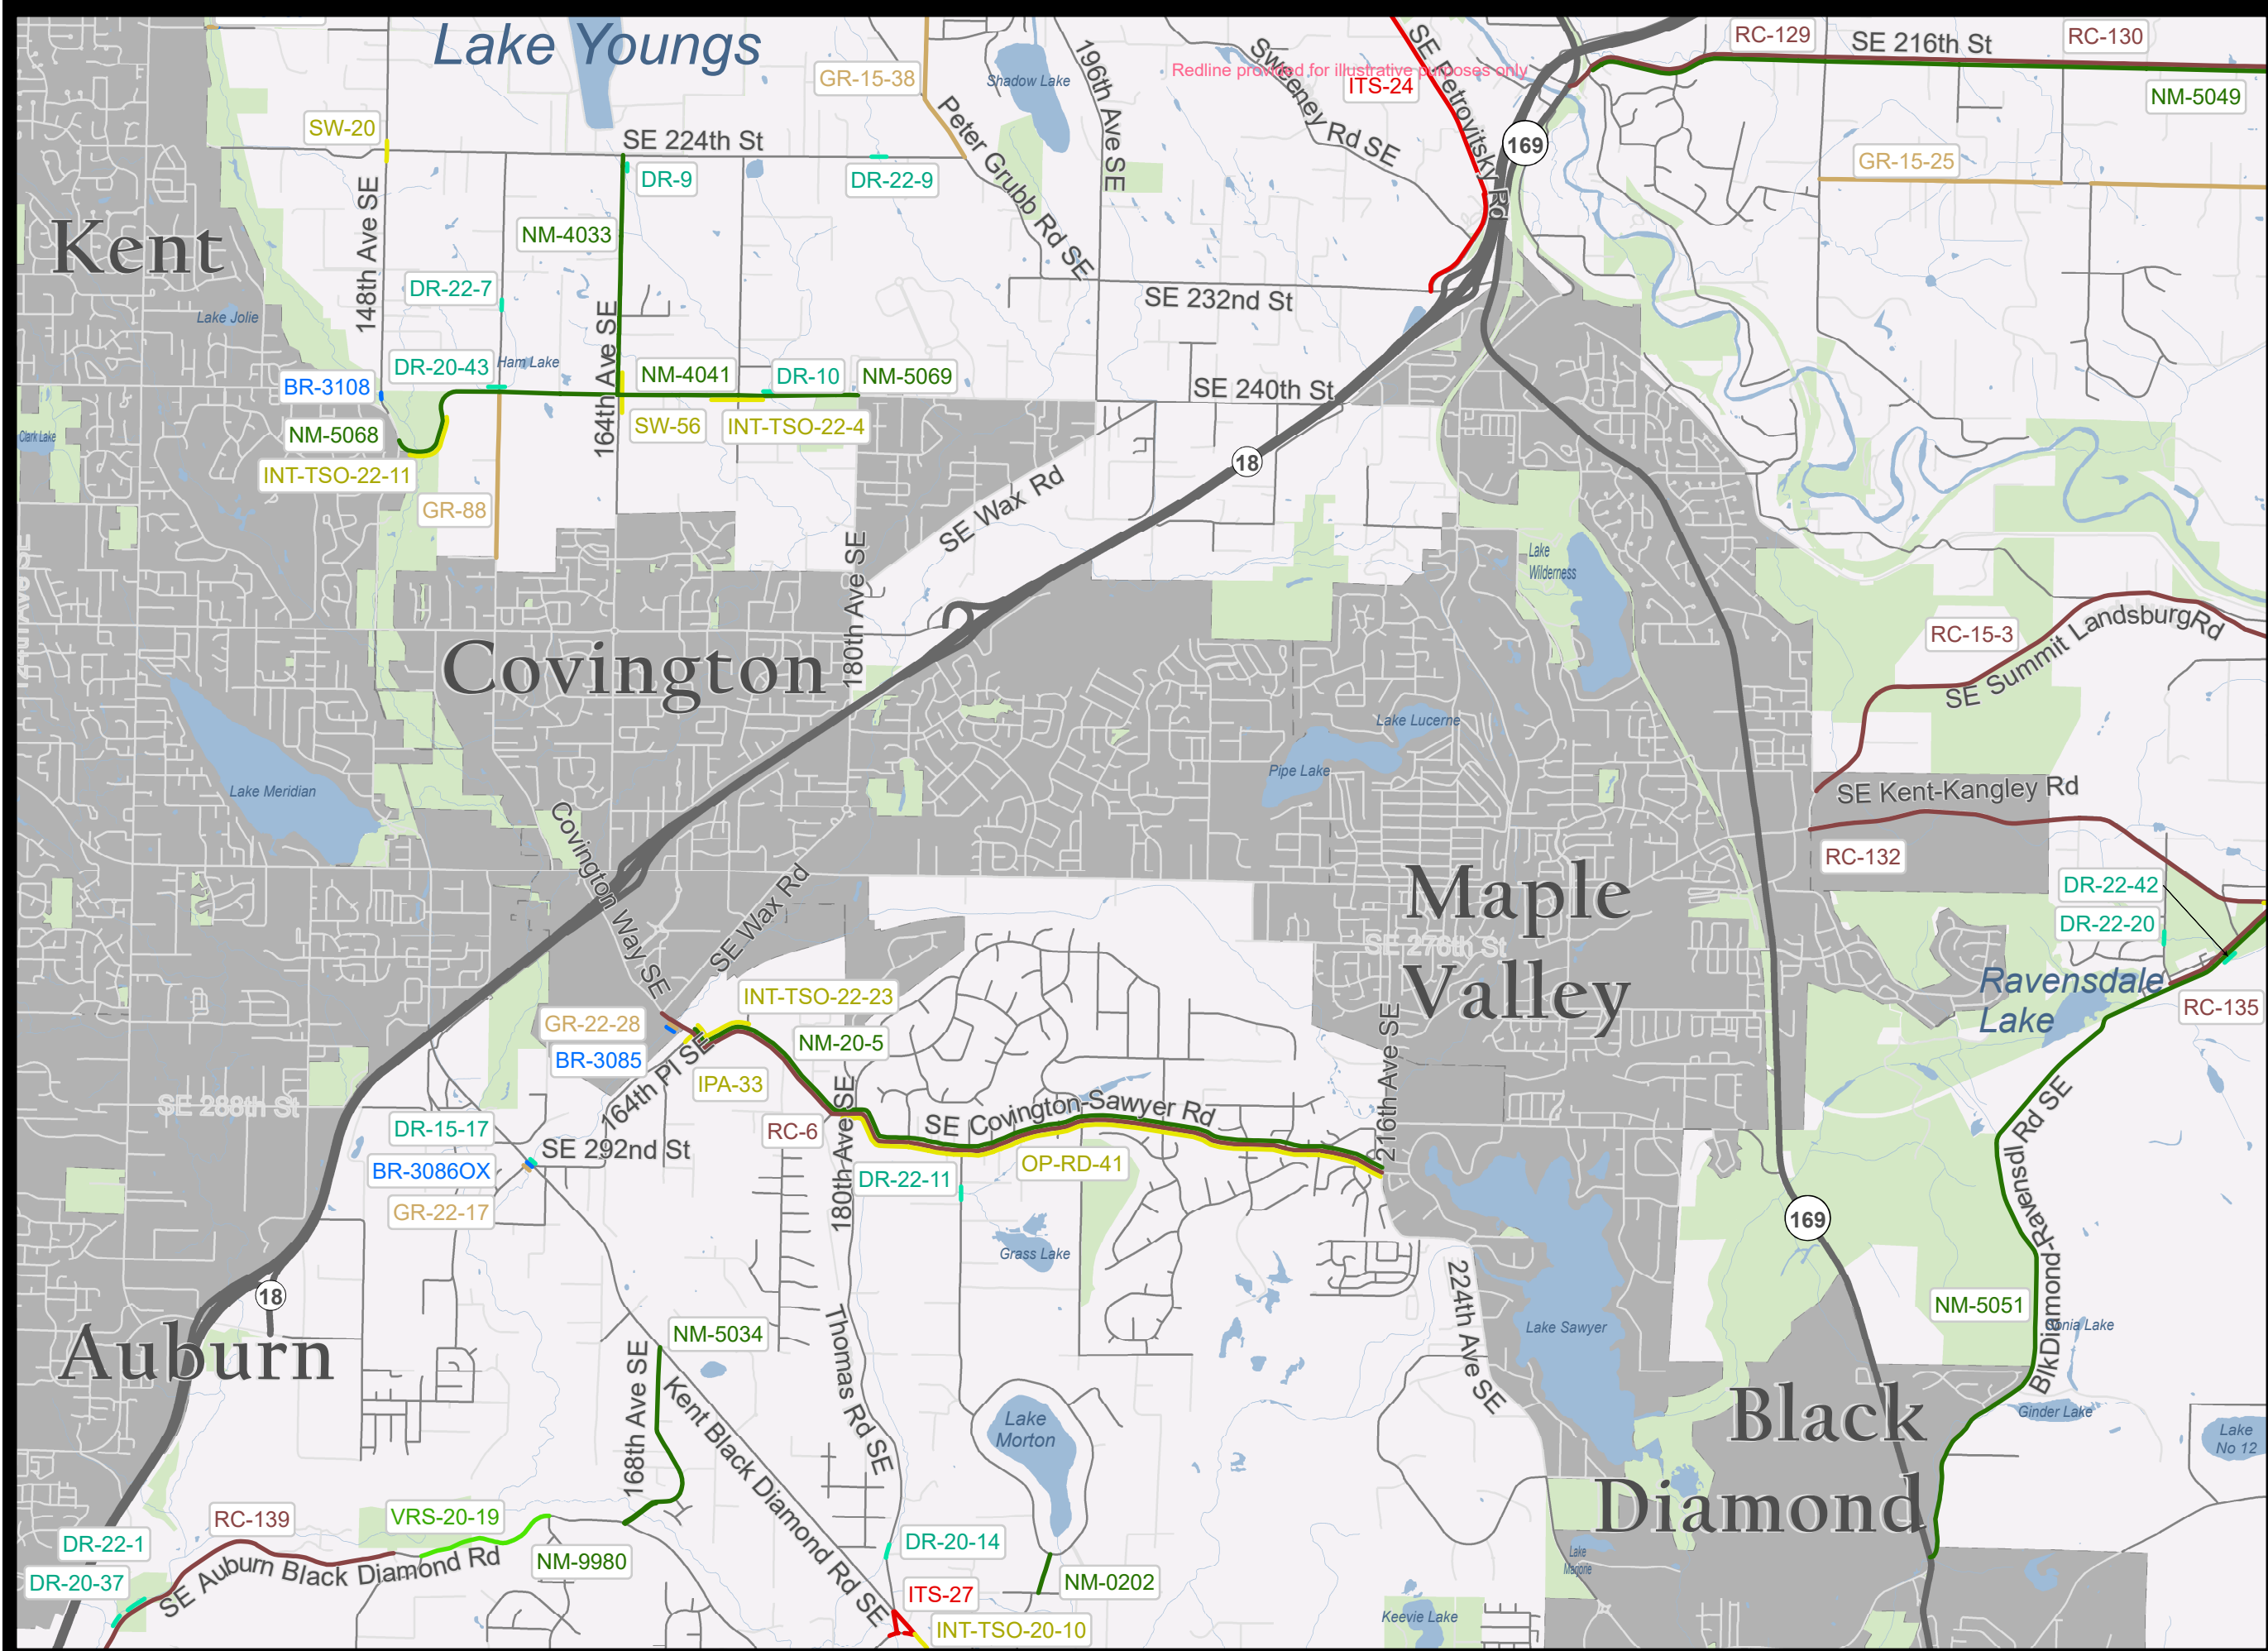 Lake Youngs
RC-129
SE 216th St
RC-130
SE Petrovitsky Rd
196th Ave SE
Sweeney Rd SE
Redline provided for illustrative purposes only
ITS-24
GR-15-38
Shadow Lake
NM-5049
SW-20
SE 224th St
169
Peter Grubb Rd SE
DR-9
DR-22-9
GR-15-25
148th Ave SE
Kent
NM-4033
DR-22-7
164th Ave SE
SE 232nd St
Lake Jolie
DR-20-43
Ham Lake
BR-3108
NM-4041
DR-10
NM-5069
SE 240th St
NM-5068
Clark Lake
SW-56
INT-TSO-22-4
INT-TSO-22-11
18
GR-88
SE Wax Rd
180th Ave SE
Lake
Wilderness
Covington
RC-15-3
SE Summit Landsburg Rd
Lake Lucerne
Pipe Lake
Lake Meridian
SE Kent-Kangley Rd
Covington Way SE
SE Wax Rd
RC-132
Maple
Valley
SE 276th St
DR-22-42
DR-22-20
Ravensdale
Lake
RC-135
INT-TSO-22-23
GR-22-28
BR-3085
NM-20-5
164th Pl SE
IPA-33
216th Ave SE
180th Ave SE
SE 288th St
SE Covington-Sawyer Rd
DR-15-17
RC-6
SE 292nd St
BR-3086OX
OP-RD-41
DR-22-11
GR-22-17
BlkDiamond-Ravensdl Rd SE
169
Grass Lake
18
Auburn
NM-5034
Thomas Rd SE
224th Ave SE
Lake Sawyer
NM-5051
Sonia Lake
168th Ave SE
Kent Black Diamond Rd SE
Lake
Morton
Black
Diamond
Ginder Lake
Lake
No 12
RC-139
VRS-20-19
DR-22-1
DR-20-37
SE Auburn Black Diamond Rd
NM-9980
DR-20-14
NM-0202
ITS-27
INT-TSO-20-10
Lake
Marjorie
Keevie Lake